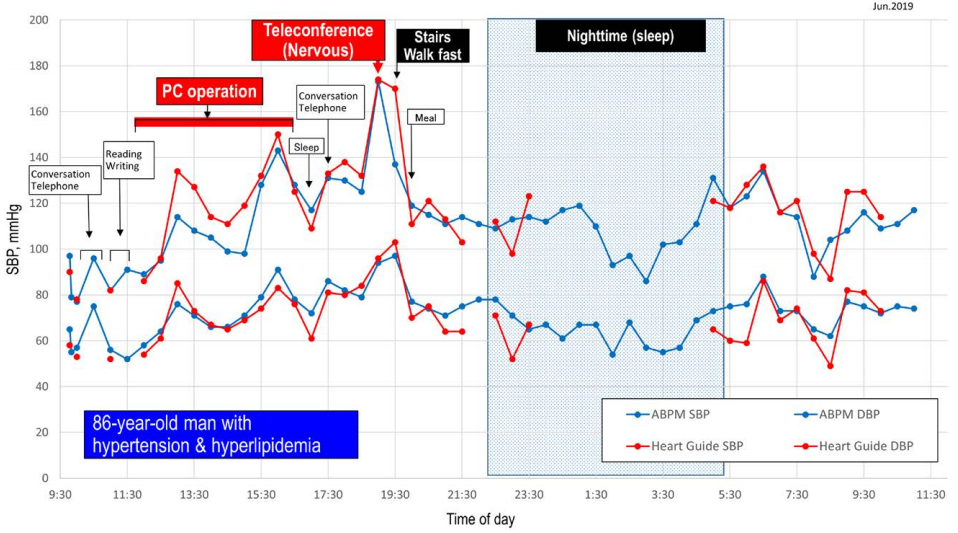 Jun.2019
200
180
160
140
120
100
80
60
40
20
0
SBP, mmHg
Teleconference
(Nervous)
Stairs
Walk fast
Nighttime (sleep)
PC operation
Conversation
Telephone
Meal
Sleep
Reading
Writing
Conversation
Telephone
86-year-old man with
hypertension & hyperlipidemia
ABPM SBP
ABPM DBP
Heart Guide SBP
Heart Guide DBP
9:30 11:30 13:30 15:30 17:30 19:30 21:30 23:30 1:30 3:30 5:30 7:30 9:30 11:30
Time of day